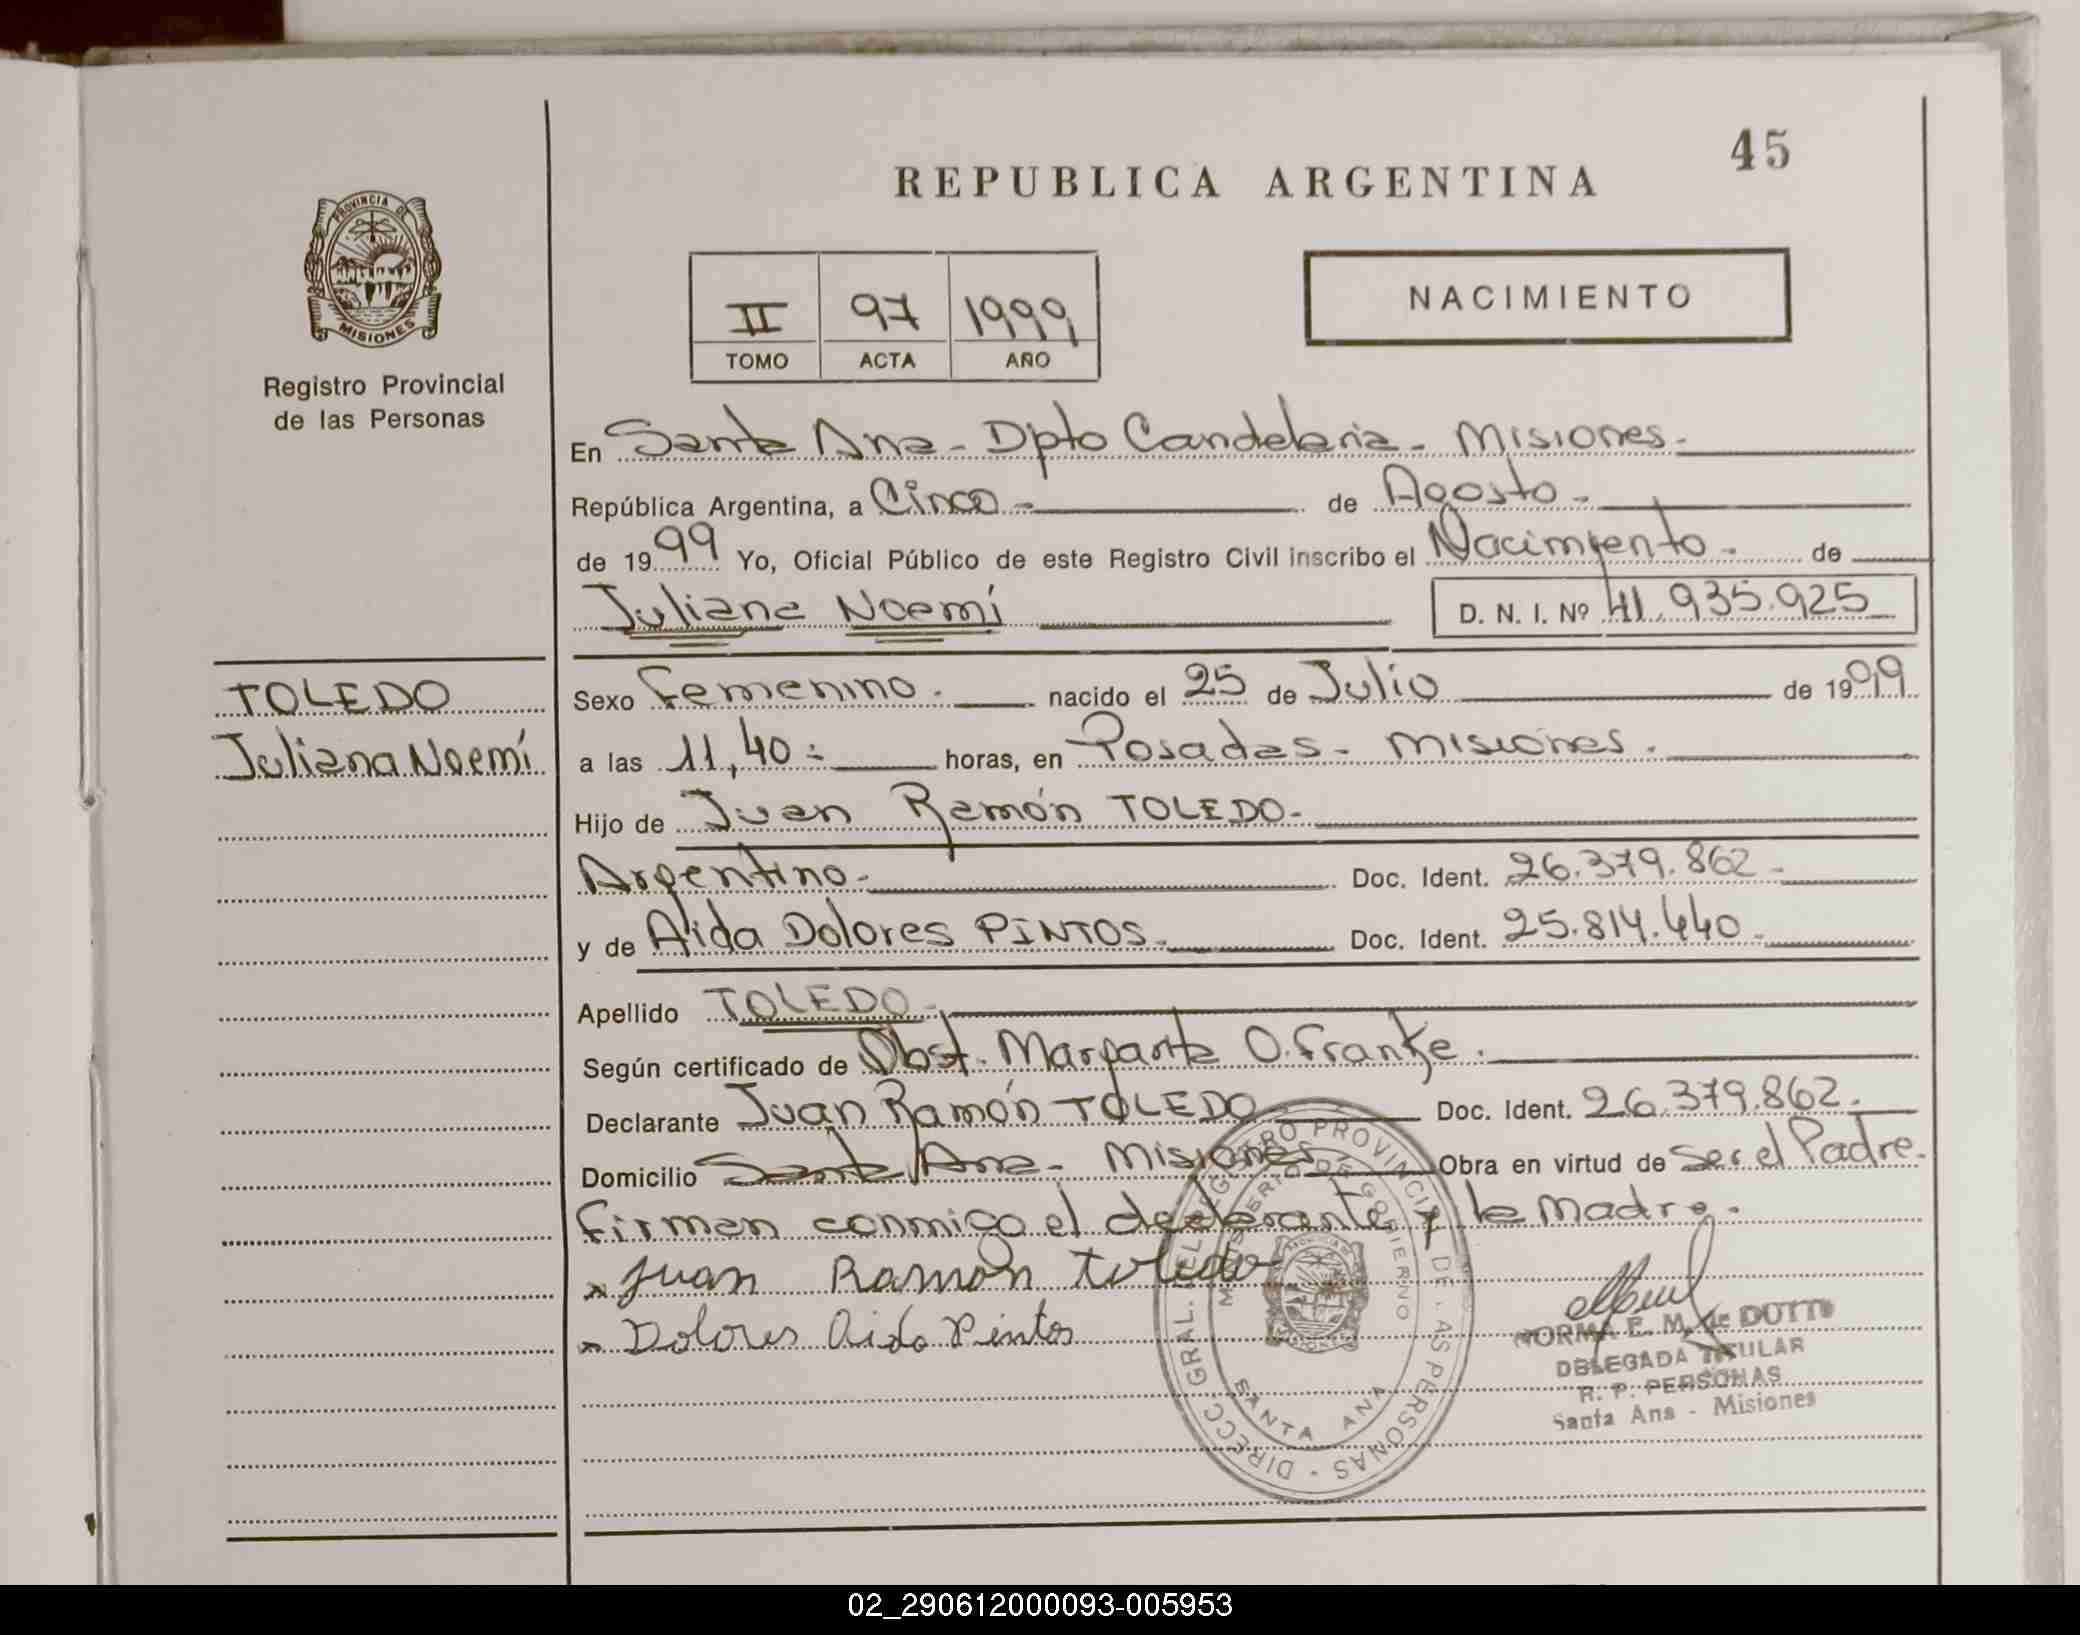 45
REPUBLICA ARGENTINA
PROVINCIA DE
MISIONES
Registro Provincial
de las Personas
NACIMIENTO
II 97 1999
TOMO ACTA AÑO
En Santa Ana - Dpto Candelaria - Misiones -
República Argentina, a Cinco - de Agosto -
de 1999 Yo, Oficial Público de este Registro Civil inscribo el Nacimiento - de
Juliana Noemí D. N. I. Nº 41.935.925
TOLEDO
Juliana Noemí
Sexo Femenino. nacido el 25 de Julio de 1999
a las 11,40 = horas, en Posadas - Misiones.
Hijo de Juan Ramón TOLEDO -
Argentino - Doc. Ident. 26.379.862 -
y de Aida Dolores PINTOS - Doc. Ident. 25.814.440 -
Apellido TOLEDO -
Según certificado de Obst. Margarita O. Franke.
Declarante Juan Ramón TOLEDO Doc. Ident. 26.379.862.
Domicilio Santa Ana - Misiones Obra en virtud de Ser el Padre -
Firman conmigo el declarante y la Madre.
x Juan Ramón toledo
x Dolores Aida Pintos
DIRECC GRAL. DEL REGISTRO PROVINCIAL DE LAS PERSONAS -
MINISTERIO DE GOBIERNO
SANTA ANA
NORMA E. M. de DOTTO
DELEGADA TITULAR
R. P. PERSONAS
Santa Ana - Misiones
02_290612000093-005953